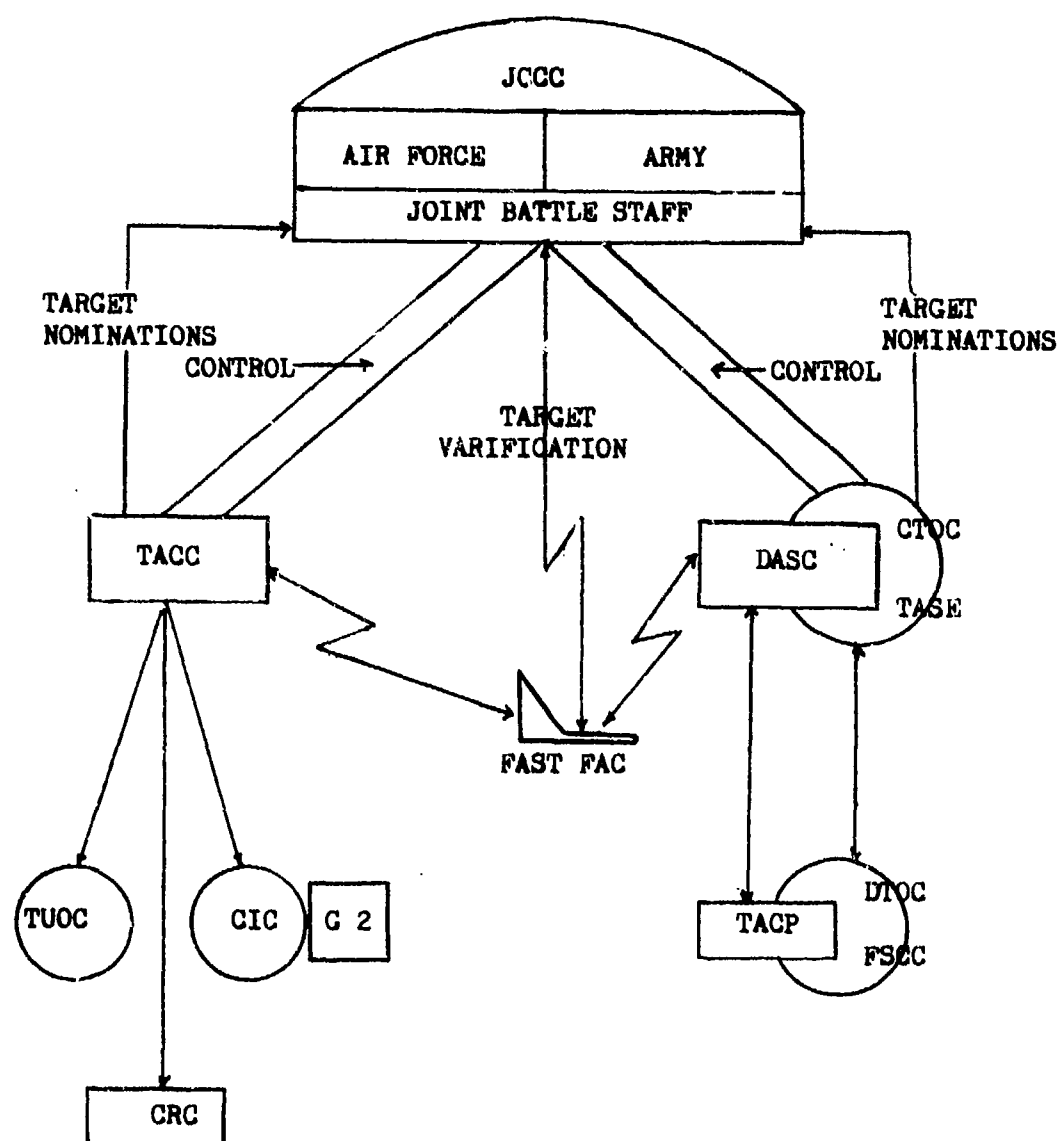 JCCC
AIR FORCE
ARMY
JOINT BATTLE STAFF
TARGET
NOMINATIONS
TARGET
NOMINATIONS
CONTROL
CONTROL
TARGET
VARIFICATION
TACC
DASC
CTOC
TASE
FAST FAC
TUOC
CIC
G 2
TACP
DTOC
FSCC
CRC